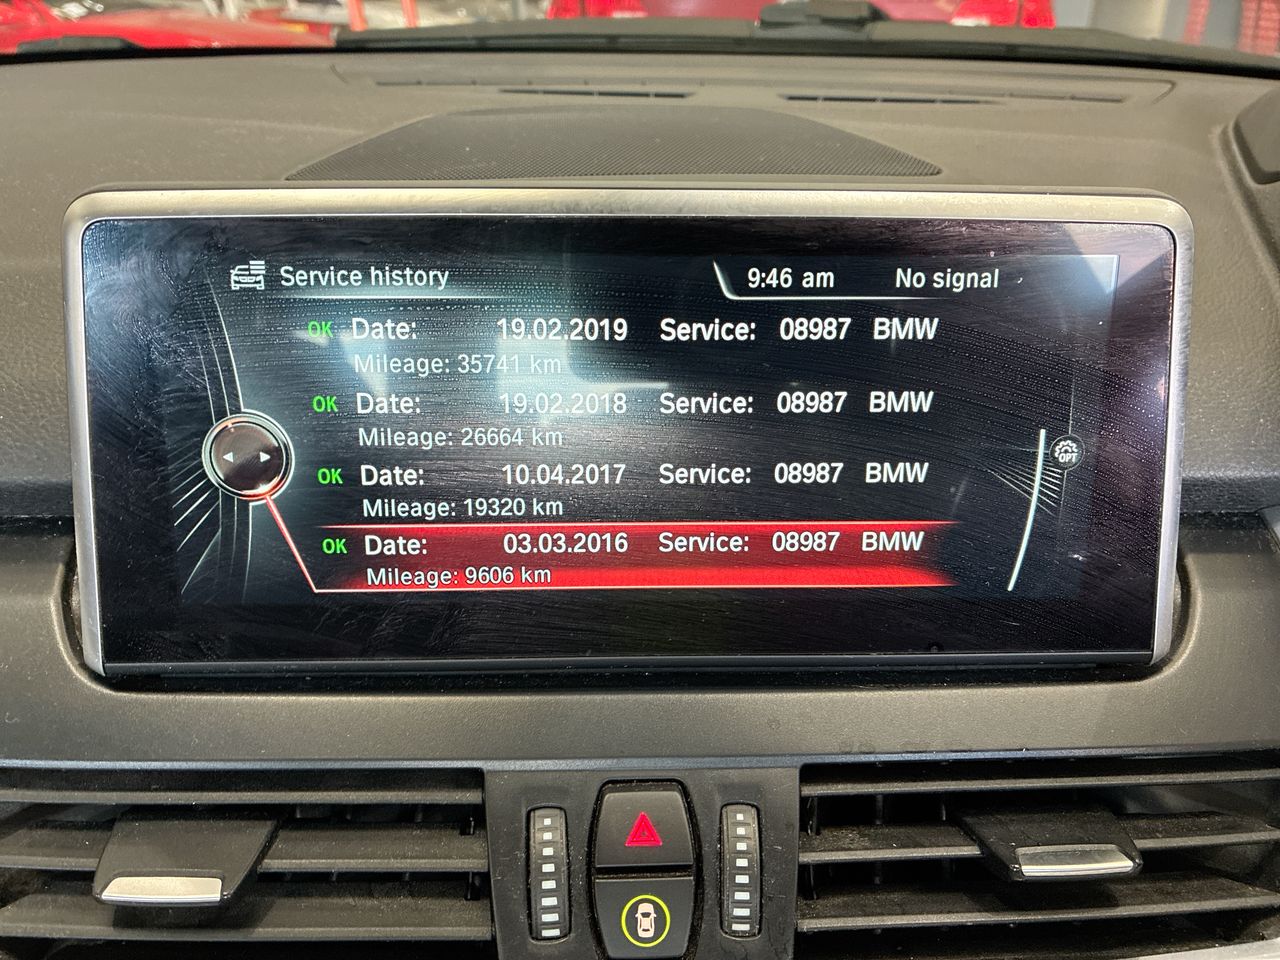 Service history 9:46 am No signal
OK Date: 19.02.2019 Service: 08987 BMW
Mileage: 35741 km
OK Date: 19.02.2018 Service: 08987 BMW
Mileage: 26664 km
OK Date: 10.04.2017 Service: 08987 BMW
Mileage: 19320 km
OPT
OK Date: 03.03.2016 Service: 08987 BMW
Mileage: 9606 km